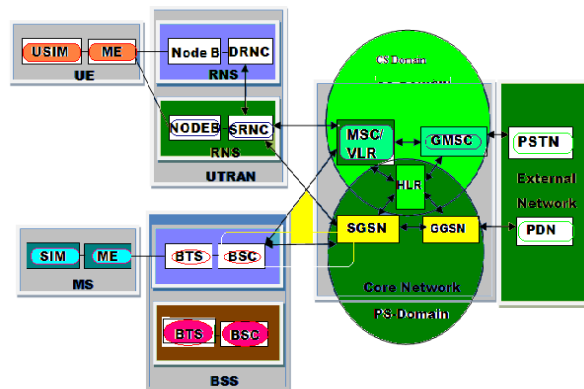 USIM
ME
UE
Node B
DRNC
RNS
NODEB
SRNC
RNS
UTRAN
CS Domain
MSC/
VLR
GMSC
HLR
SGSN
GGSN
Core Network
PS-Domain
PSTN
External
Network
PDN
SIM
ME
MS
BTS
BSC
BTS
BSC
BSS